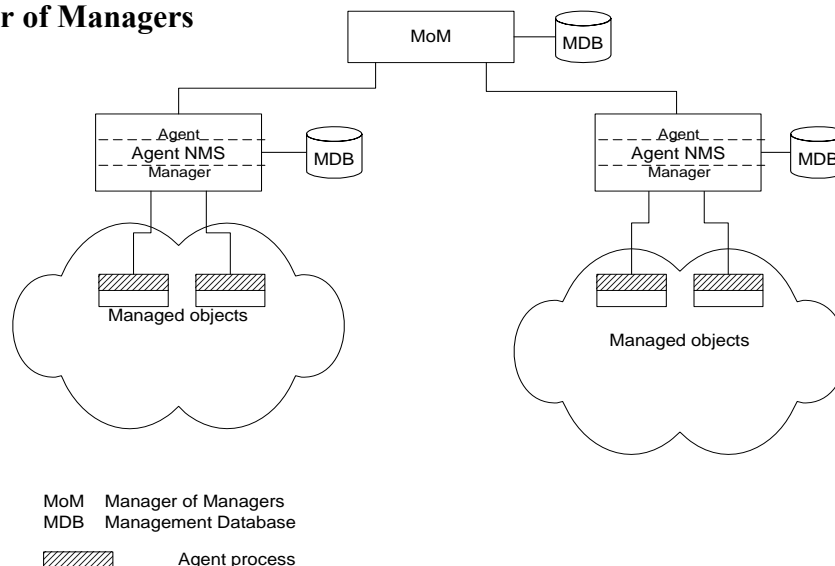 r of Managers
MoM
MDB
Agent
Agent NMS
Manager
MDB
Agent
Agent NMS
Manager
MDB
Managed objects
Managed objects
MoM Manager of Managers
MDB Management Database
Agent process